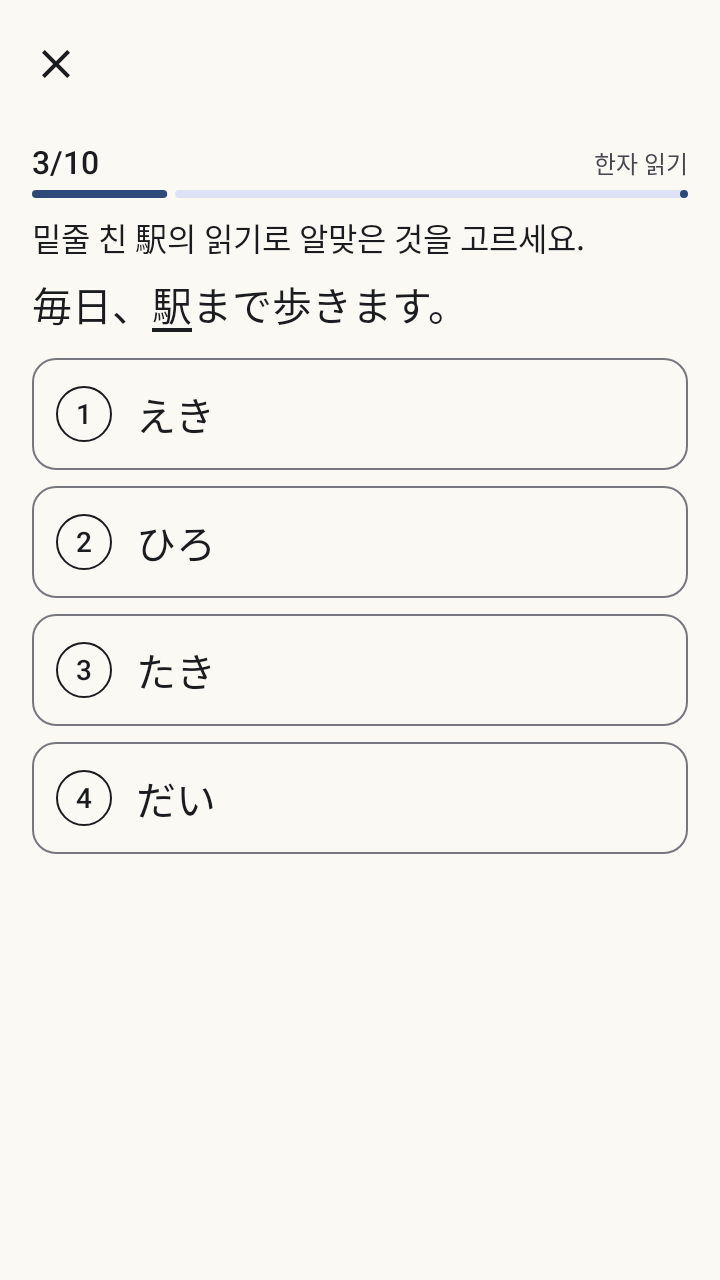 3/10
한자 읽기
밑줄 친 駅의 읽기로 알맞은 것을 고르세요.
毎日、駅まで歩きます。
1 えき
2 ひろ
3 たき
4 だい